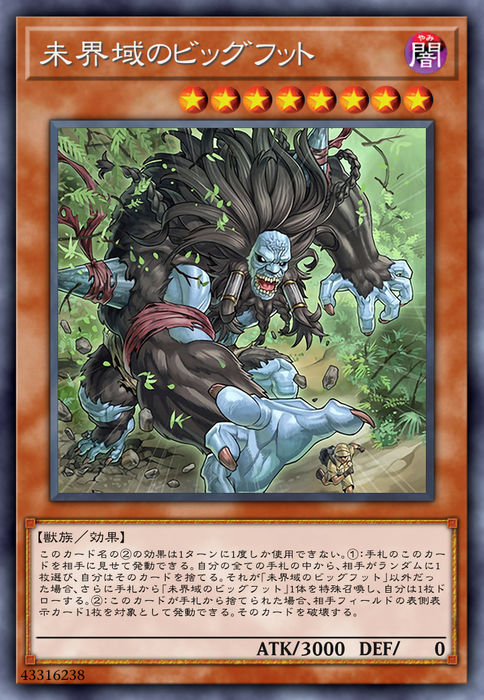 未界域のビッグフット
やみ
闇
【獣族／効果】
このカード名の②の効果は1ターンに1度しか使用できない。①：手札のこのカー
ドを相手に見せて発動できる。自分の全ての手札の中から、相手がランダムに1
枚選び、自分はそのカードを捨てる。それが「未界域のビッグフット」以外だっ
た場合、さらに手札から「未界域のビッグフット」1体を特殊召喚し、自分は1枚ド
ローする。②：このカードが手札から捨てられた場合、相手フィールドの表側表
示カード1枚を対象として発動できる。そのカードを破壊する。
ATK/3000 DEF/ 0
43316238